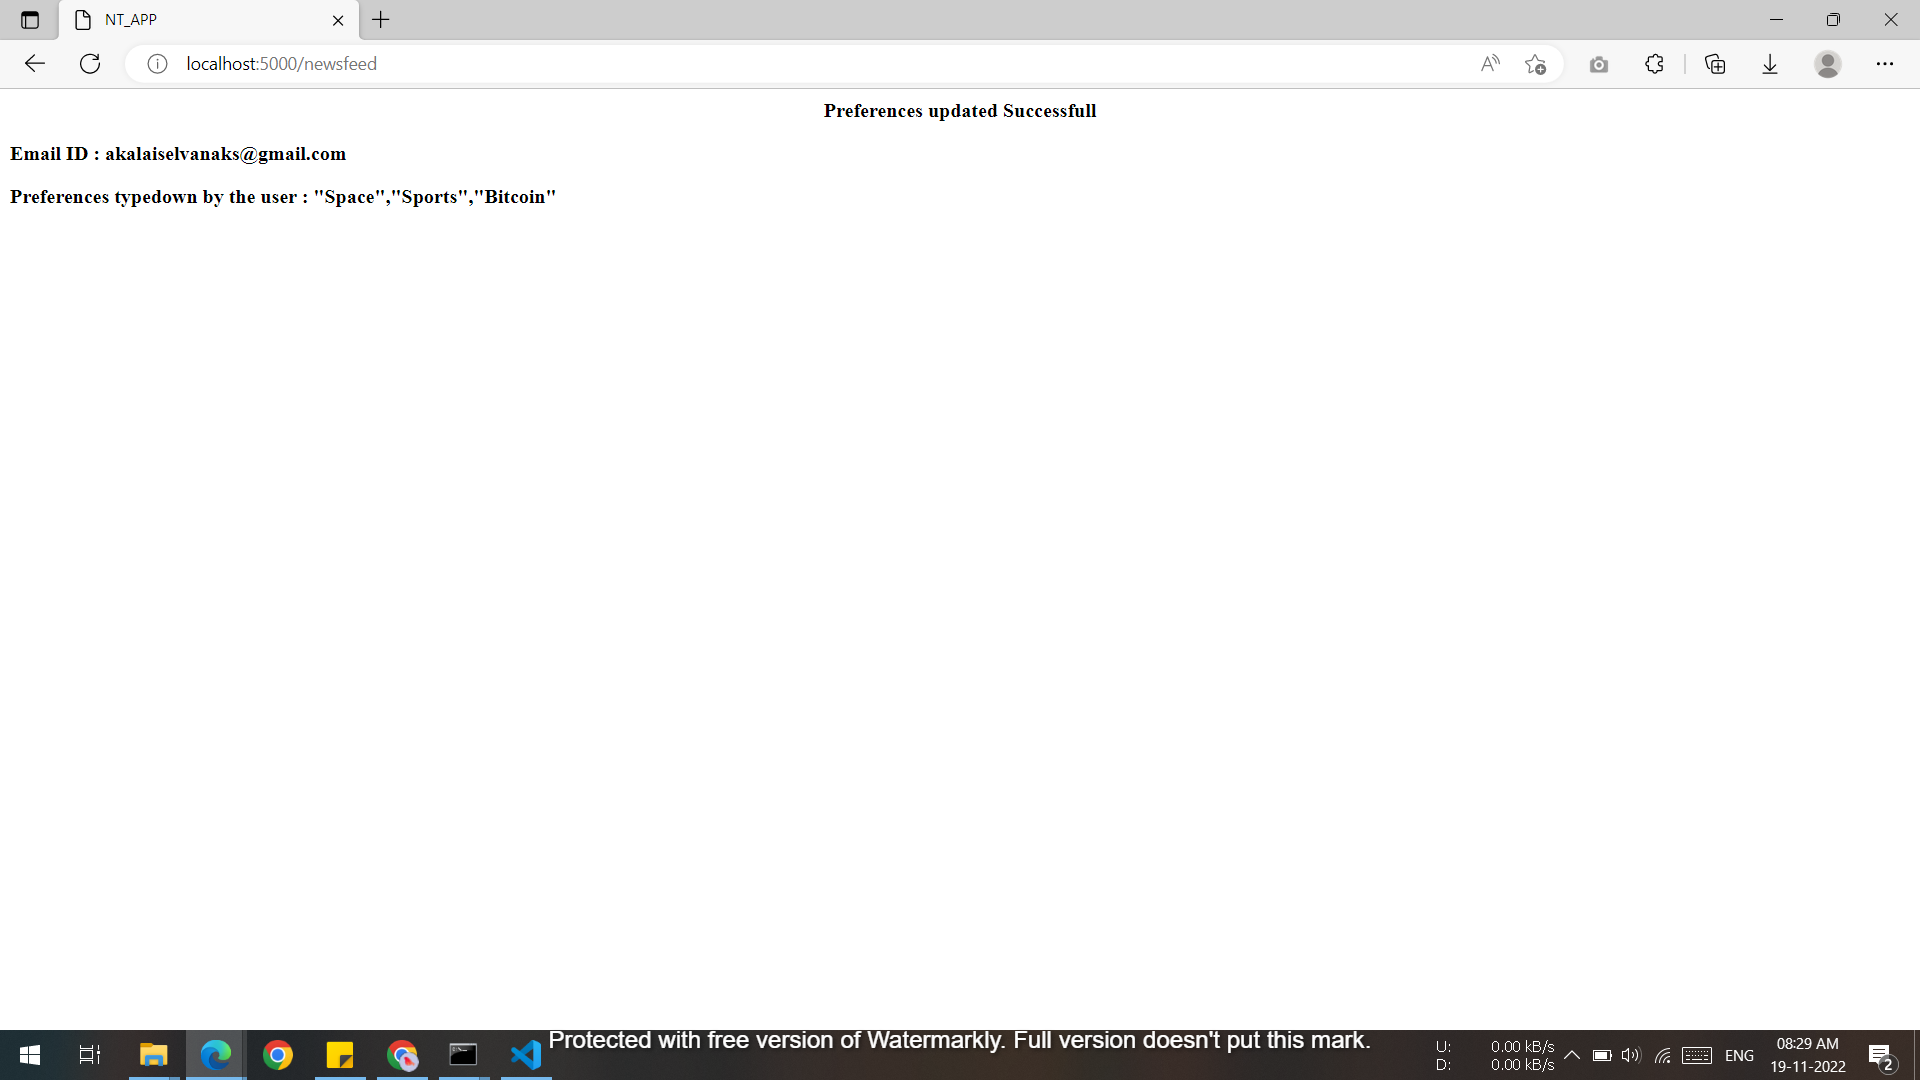 NT_APP
localhost:5000/newsfeed
Preferences updated Successfull
Email ID : akalaiselvanaks@gmail.com
Preferences typedown by the user : "Space","Sports","Bitcoin"
Protected with free version of Watermarkly. Full version doesn't put this mark.
U: 0.00 kB/s
D: 0.00 kB/s
ENG
08:29 AM
19-11-2022
2